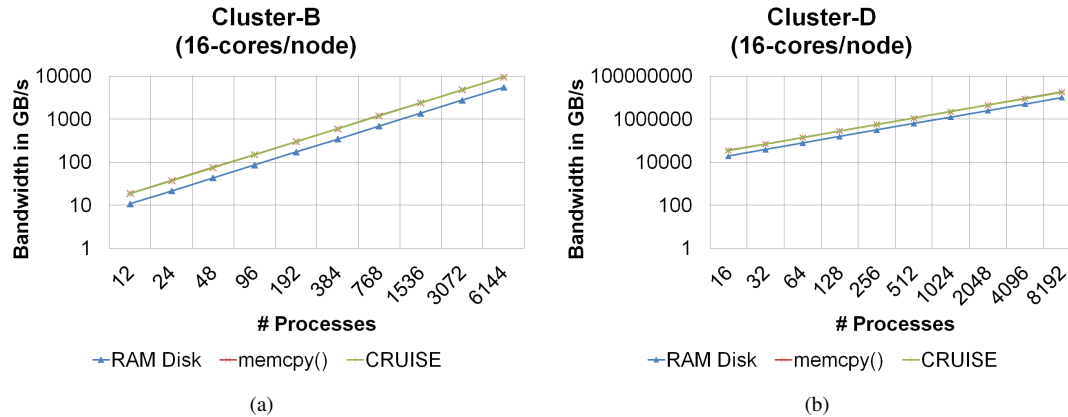 Cluster-B
(16-cores/node)
10000
1000
100
10
1
Bandwidth in GB/s
12
24
48
96
192
384
768
1536
3072
6144
# Processes
RAM Disk
memcpy()
CRUISE
(a)
Cluster-D
(16-cores/node)
100000000
1000000
10000
100
1
Bandwidth in GB/s
16
32
64
128
256
512
1024
2048
4096
8192
# Processes
RAM Disk
memcpy()
CRUISE
(b)